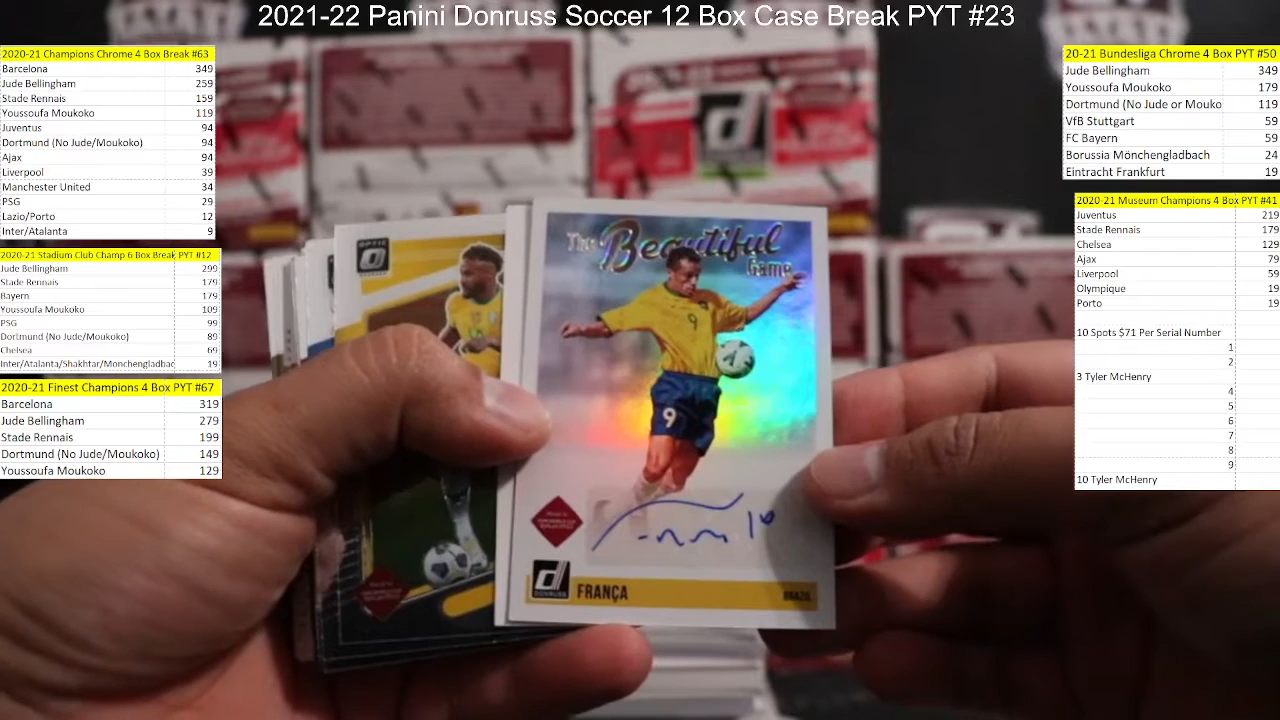 2021-22 Panini Donruss Soccer 12 Box Case Break PYT #23
2020-21 Champions Chrome 4 Box Break #63
Barcelona 349
Jude Bellingham 259
Stade Rennais 159
Youssoufa Moukoko 119
Juventus 94
Dortmund (No Jude/Moukoko) 94
Ajax 94
Liverpool 39
Manchester United 34
PSG 29
Lazio/Porto 12
Inter/Atalanta 9
2020-21 Stadium Club Champ 6 Box Break PYT #12
Jude Bellingham 299
Stade Rennais 179
Bayern 179
Youssoufa Moukoko 109
PSG 99
Dortmund (No Jude/Moukoko) 89
Chelsea 69
Inter/Atalanta/Shakhtar/Monchengladbac 19
2020-21 Finest Champions 4 Box PYT #67
Barcelona 319
Jude Bellingham 279
Stade Rennais 199
Dortmund (No Jude/Moukoko) 149
Youssoufa Moukoko 129
20-21 Bundesliga Chrome 4 Box PYT #50
Jude Bellingham 349
Youssoufa Moukoko 179
Dortmund (No Jude or Mouko 119
VfB Stuttgart 59
FC Bayern 59
Borussia Mönchengladbach 24
Eintracht Frankfurt 19
2020-21 Museum Champions 4 Box PYT #41
Juventus 219
Stade Rennais 179
Chelsea 129
Ajax 79
Liverpool 59
Olympique 19
Porto 19
10 Spots $71 Per Serial Number
1
2
3 Tyler McHenry
4
5
6
7
8
9
10 Tyler McHenry
OPTIC
The Beautiful Game
9
9
DONRUSS
FRANÇA
BRAZIL